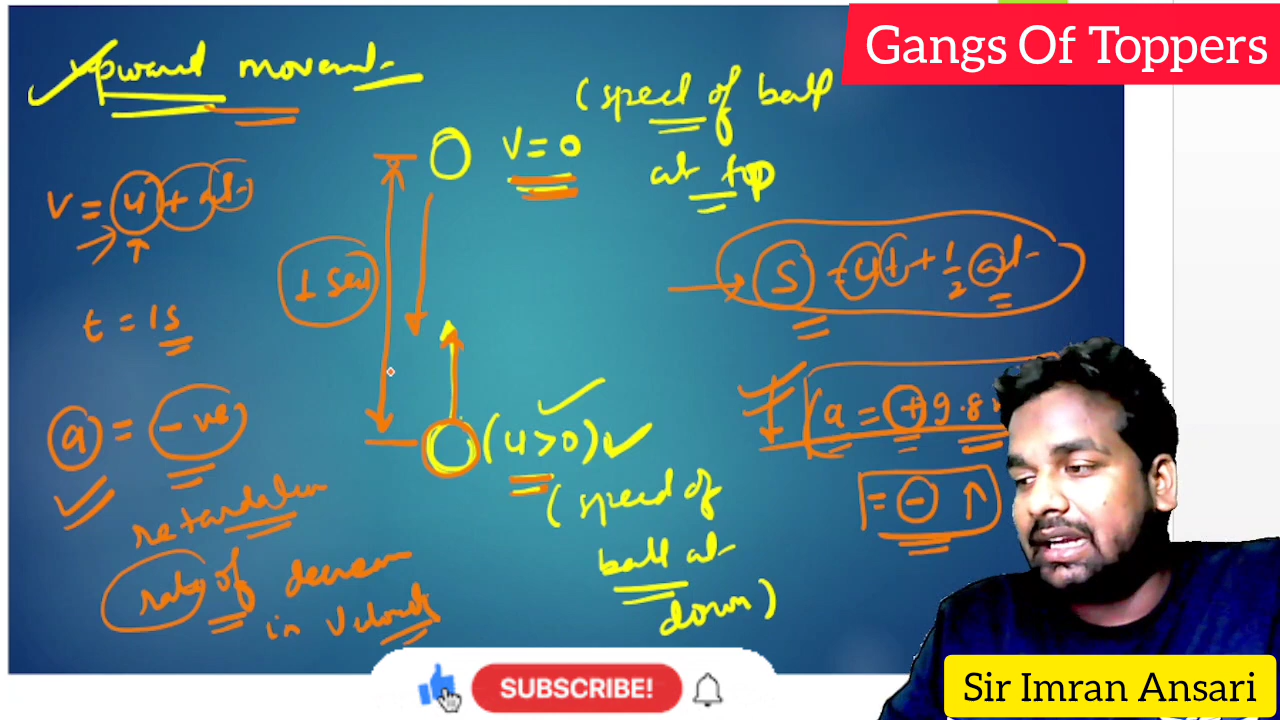 Gangs Of Toppers
upward movemt
(speed of ball
at top
V = 0
V = u + at
1 sec
S = ut + 1/2 at
t = 1s
a = + 9.8
a = -ve
(u > 0)
= - ↑
retardation
(speed of
ball at
down)
rate of decrease
in velocity
SUBSCRIBE!
Sir Imran Ansari